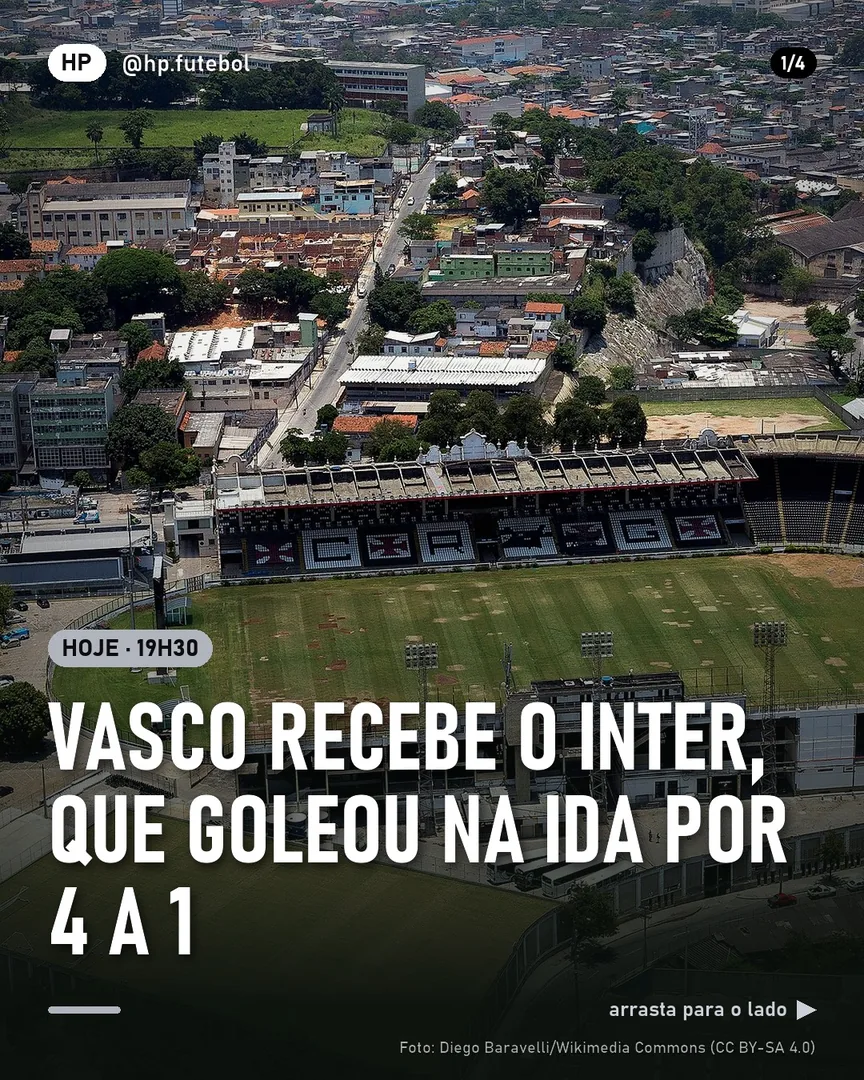 HP @hp.futebol
1/4
HOJE · 19H30
VASCO RECEBE O INTER,
QUE GOLEOU NA IDA POR
4 A 1
arrasta para o lado ▶
Foto: Diego Baravelli/Wikimedia Commons (CC BY-SA 4.0)